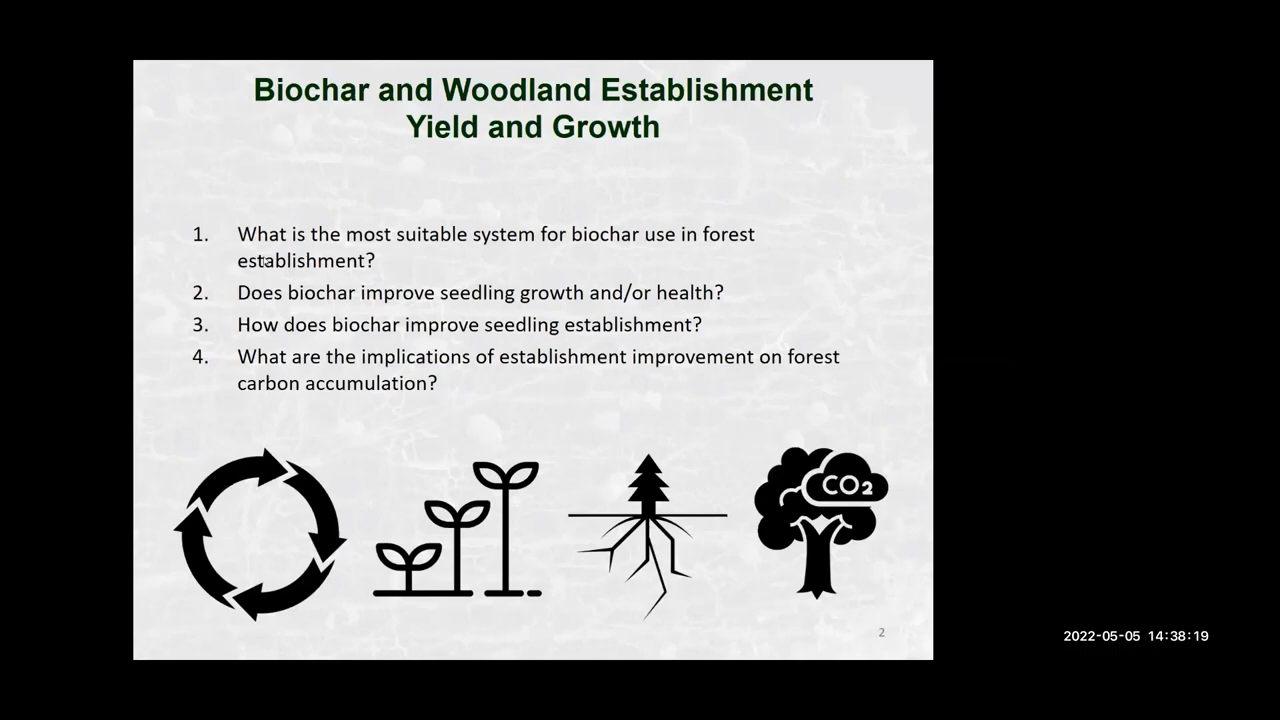 Biochar and Woodland Establishment
Yield and Growth
1. What is the most suitable system for biochar use in forest
establishment?
2. Does biochar improve seedling growth and/or health?
3. How does biochar improve seedling establishment?
4. What are the implications of establishment improvement on forest
carbon accumulation?
CO2
2
2022-05-05 14:38:19